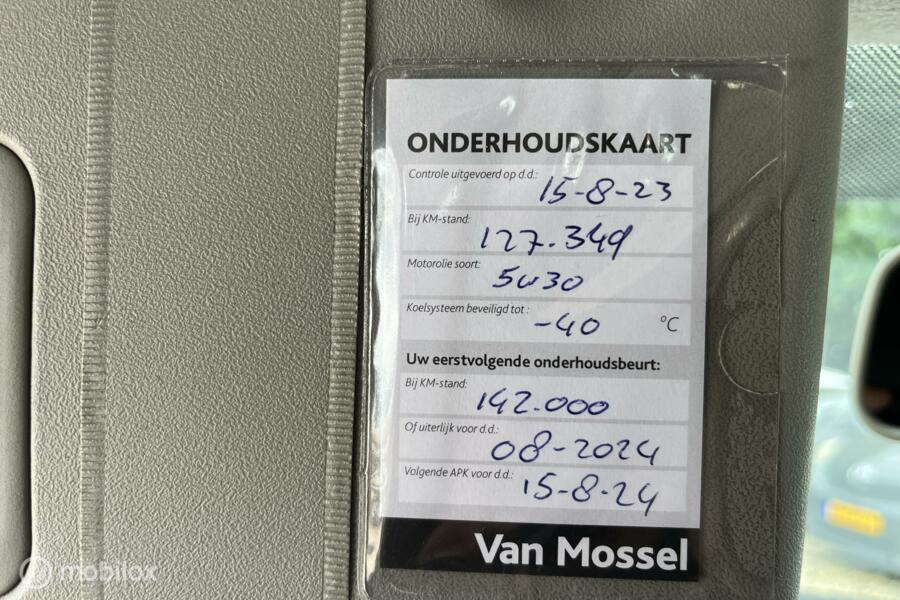 ONDERHOUDSKAART
Controle uitgevoerd op d.d.: 15-8-23
Bij KM-stand: 127.349
Motorolie soort: 5w30
Koelsysteem beveiligd tot: -40 °C
Uw eerstvolgende onderhoudsbeurt:
Bij KM-stand: 142.000
Of uiterlijk voor d.d.: 08-2024
Volgende APK voor d.d.: 15-8-24
Van Mossel
mobilox